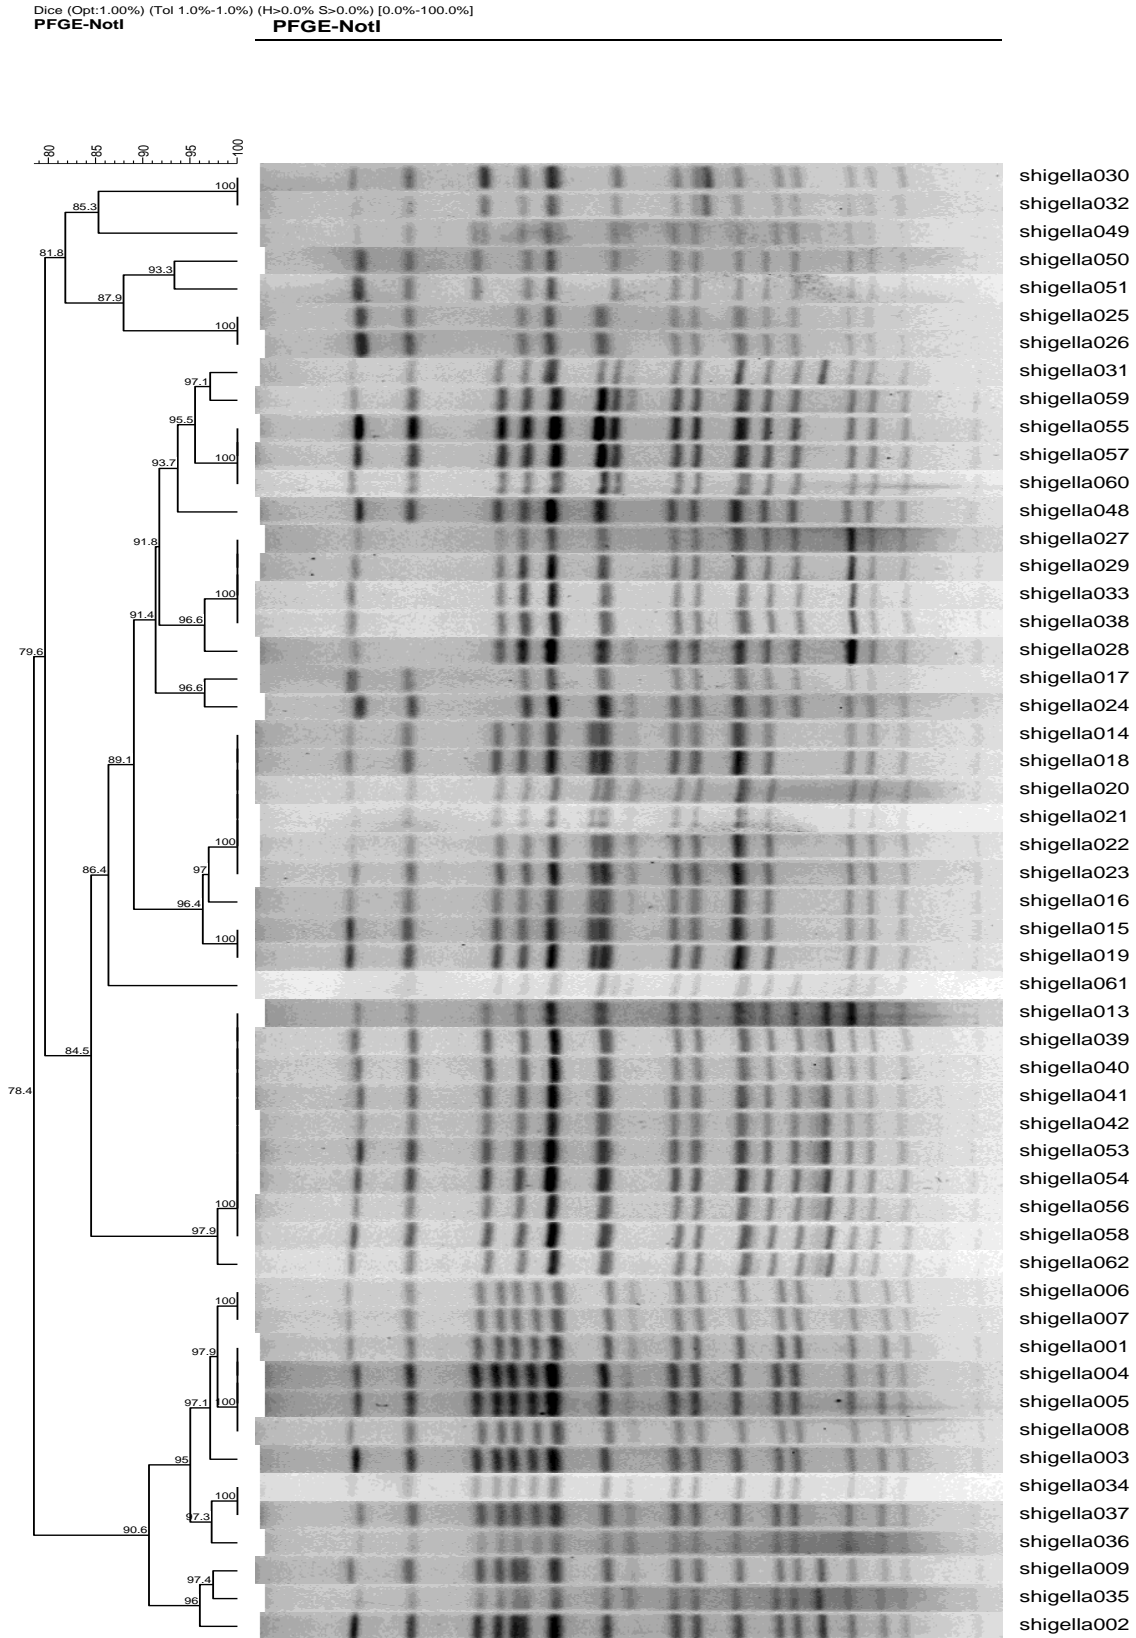 Dice (Opt:1.00%) (Tol 1.0%-1.0%) (H>0.0% S>0.0%) [0.0%-100.0%]
PFGE-NotI PFGE-NotI
80 85 90 95 100
100 shigella030
shigella032
85.3 shigella049
81.8 shigella050
93.3 shigella051
87.9 shigella025
100 shigella026
shigella031
97.1 shigella059
95.5 shigella055
100 shigella057
93.7 shigella060
shigella048
91.8 shigella027
shigella029
100 shigella033
91.4 96.6 shigella038
79.6 shigella028
96.6 shigella017
shigella024
shigella014
89.1 shigella018
shigella020
shigella021
100 shigella022
86.4 97 shigella023
96.4 shigella016
shigella015
100 shigella019
shigella061
shigella013
shigella039
84.5 shigella040
78.4 shigella041
shigella042
shigella053
shigella054
100 shigella056
97.9 shigella058
shigella062
100 shigella006
shigella007
97.9 shigella001
shigella004
97.1 100 shigella005
shigella008
95 shigella003
100 shigella034
97.3 shigella037
90.6 shigella036
97.4 shigella009
96 shigella035
shigella002